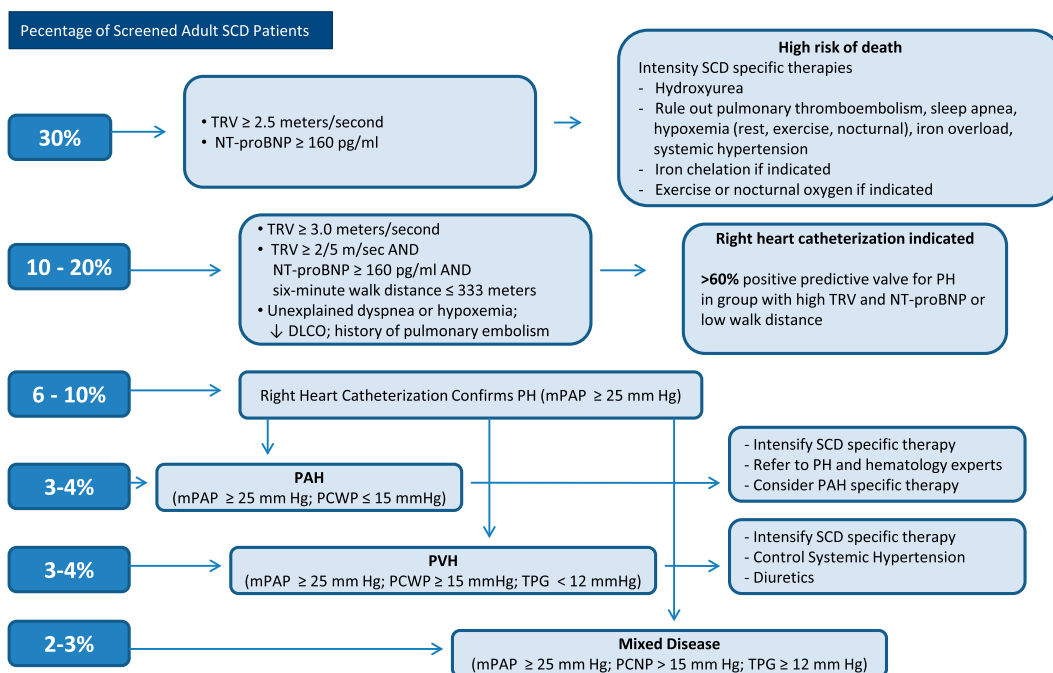 Pecentage of Screened Adult SCD Patients
30%
• TRV ≥ 2.5 meters/second
• NT-proBNP ≥ 160 pg/ml
High risk of death
Intensity SCD specific therapies
- Hydroxyurea
- Rule out pulmonary thromboembolism, sleep apnea,
hypoxemia (rest, exercise, nocturnal), iron overload,
systemic hypertension
- Iron chelation if indicated
- Exercise or nocturnal oxygen if indicated
10 - 20%
• TRV ≥ 3.0 meters/second
• TRV ≥ 2/5 m/sec AND
NT-proBNP ≥ 160 pg/ml AND
six-minute walk distance ≤ 333 meters
• Unexplained dyspnea or hypoxemia;
↓ DLCO; history of pulmonary embolism
Right heart catheterization indicated
>60% positive predictive valve for PH
in group with high TRV and NT-proBNP or
low walk distance
6 - 10%
Right Heart Catheterization Confirms PH (mPAP ≥ 25 mm Hg)
3-4%
PAH
(mPAP ≥ 25 mm Hg; PCWP ≤ 15 mmHg)
- Intensify SCD specific therapy
- Refer to PH and hematology experts
- Consider PAH specific therapy
3-4%
PVH
(mPAP ≥ 25 mm Hg; PCWP ≥ 15 mmHg; TPG < 12 mmHg)
- Intensify SCD specific therapy
- Control Systemic Hypertension
- Diuretics
2-3%
Mixed Disease
(mPAP ≥ 25 mm Hg; PCNP > 15 mm Hg; TPG ≥ 12 mm Hg)